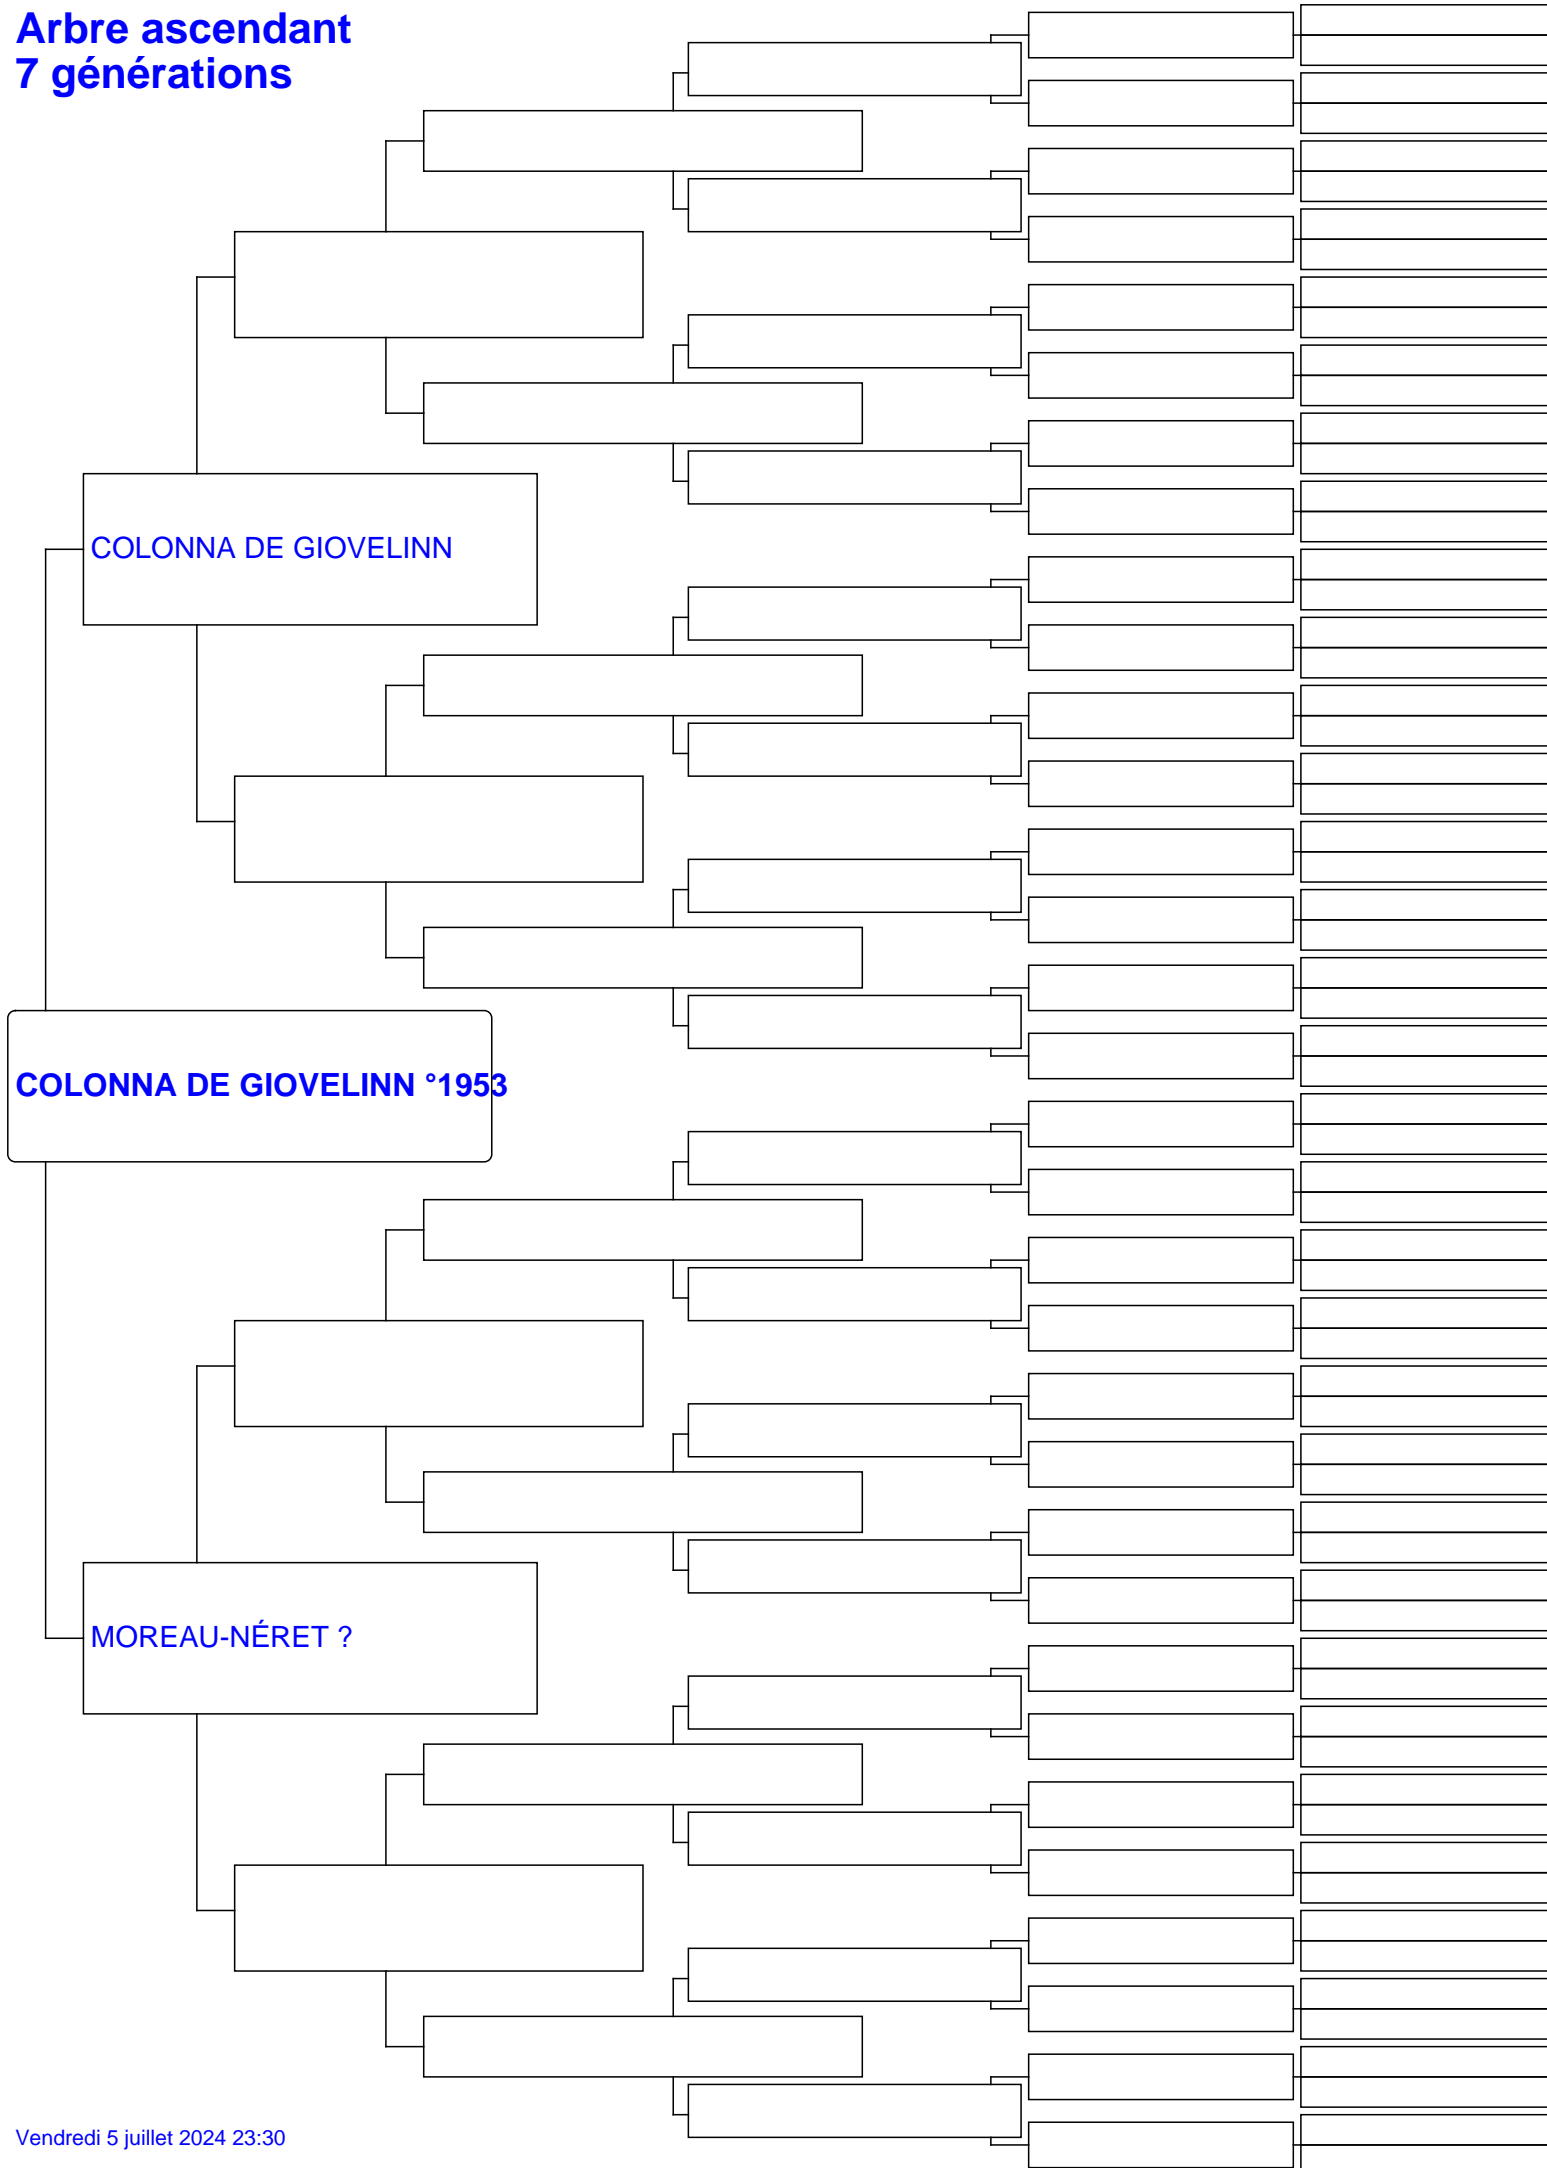 Arbre ascendant
7 générations
COLONNA DE GIOVELINN
COLONNA DE GIOVELINN °1953
MOREAU-NÉRET ?
Vendredi 5 juillet 2024 23:30